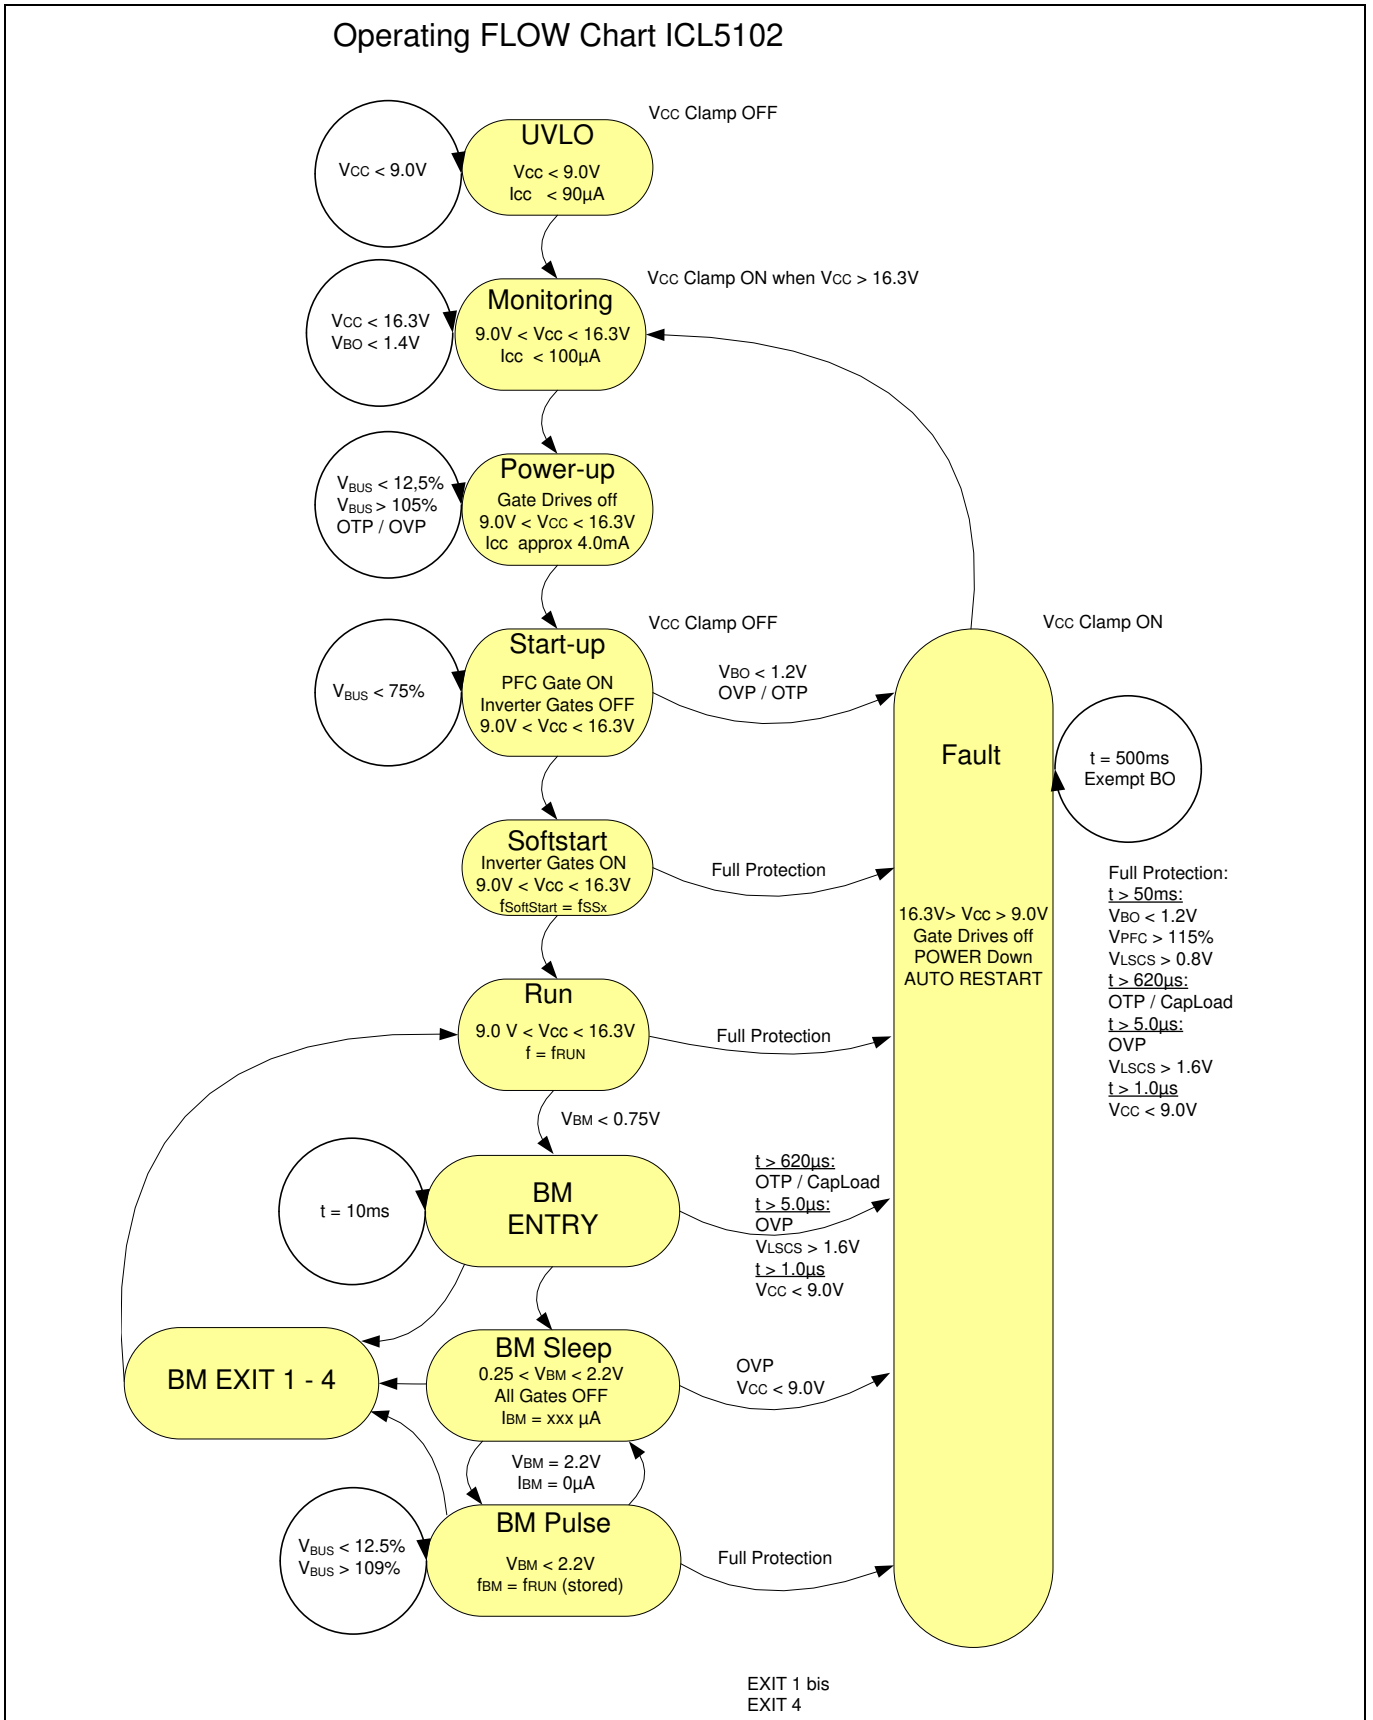 Operating FLOW Chart ICL5102
VCC Clamp OFF
UVLO
VCC < 9.0V
Vcc < 9.0V
Icc < 90µA
VCC Clamp ON when VCC > 16.3V
Monitoring
VCC < 16.3V
VBO < 1.4V
9.0V < Vcc < 16.3V
Icc < 100µA
Power-up
VBUS < 12,5%
VBUS > 105%
OTP / OVP
Gate Drives off
9.0V < Vcc < 16.3V
Icc approx 4.0mA
VCC Clamp OFF
Start-up
VBUS < 75%
PFC Gate ON
Inverter Gates OFF
9.0V < Vcc < 16.3V
VBO < 1.2V
OVP / OTP
VCC Clamp ON
Fault
t = 500ms
Exempt BO
Softstart
Inverter Gates ON
9.0V < Vcc < 16.3V
fSoftStart = fSSx
Full Protection
16.3V> Vcc > 9.0V
Gate Drives off
POWER Down
AUTO RESTART
Full Protection:
t > 50ms:
VBO < 1.2V
VPFC > 115%
VLSCS > 0.8V
t > 620µs:
OTP / CapLoad
t > 5.0µs:
OVP
VLSCS > 1.6V
t > 1.0µs
VCC < 9.0V
Run
9.0 V < Vcc < 16.3V
f = fRUN
Full Protection
VBM < 0.75V
BM
ENTRY
t = 10ms
t > 620µs:
OTP / CapLoad
t > 5.0µs:
OVP
VLSCS > 1.6V
t > 1.0µs
VCC < 9.0V
BM EXIT 1 - 4
BM Sleep
0.25 < VBM < 2.2V
All Gates OFF
IBM = xxx µA
OVP
VCC < 9.0V
VBM = 2.2V
IBM = 0µA
BM Pulse
VBUS < 12.5%
VBUS > 109%
VBM < 2.2V
fBM = fRUN (stored)
Full Protection
EXIT 1 bis
EXIT 4